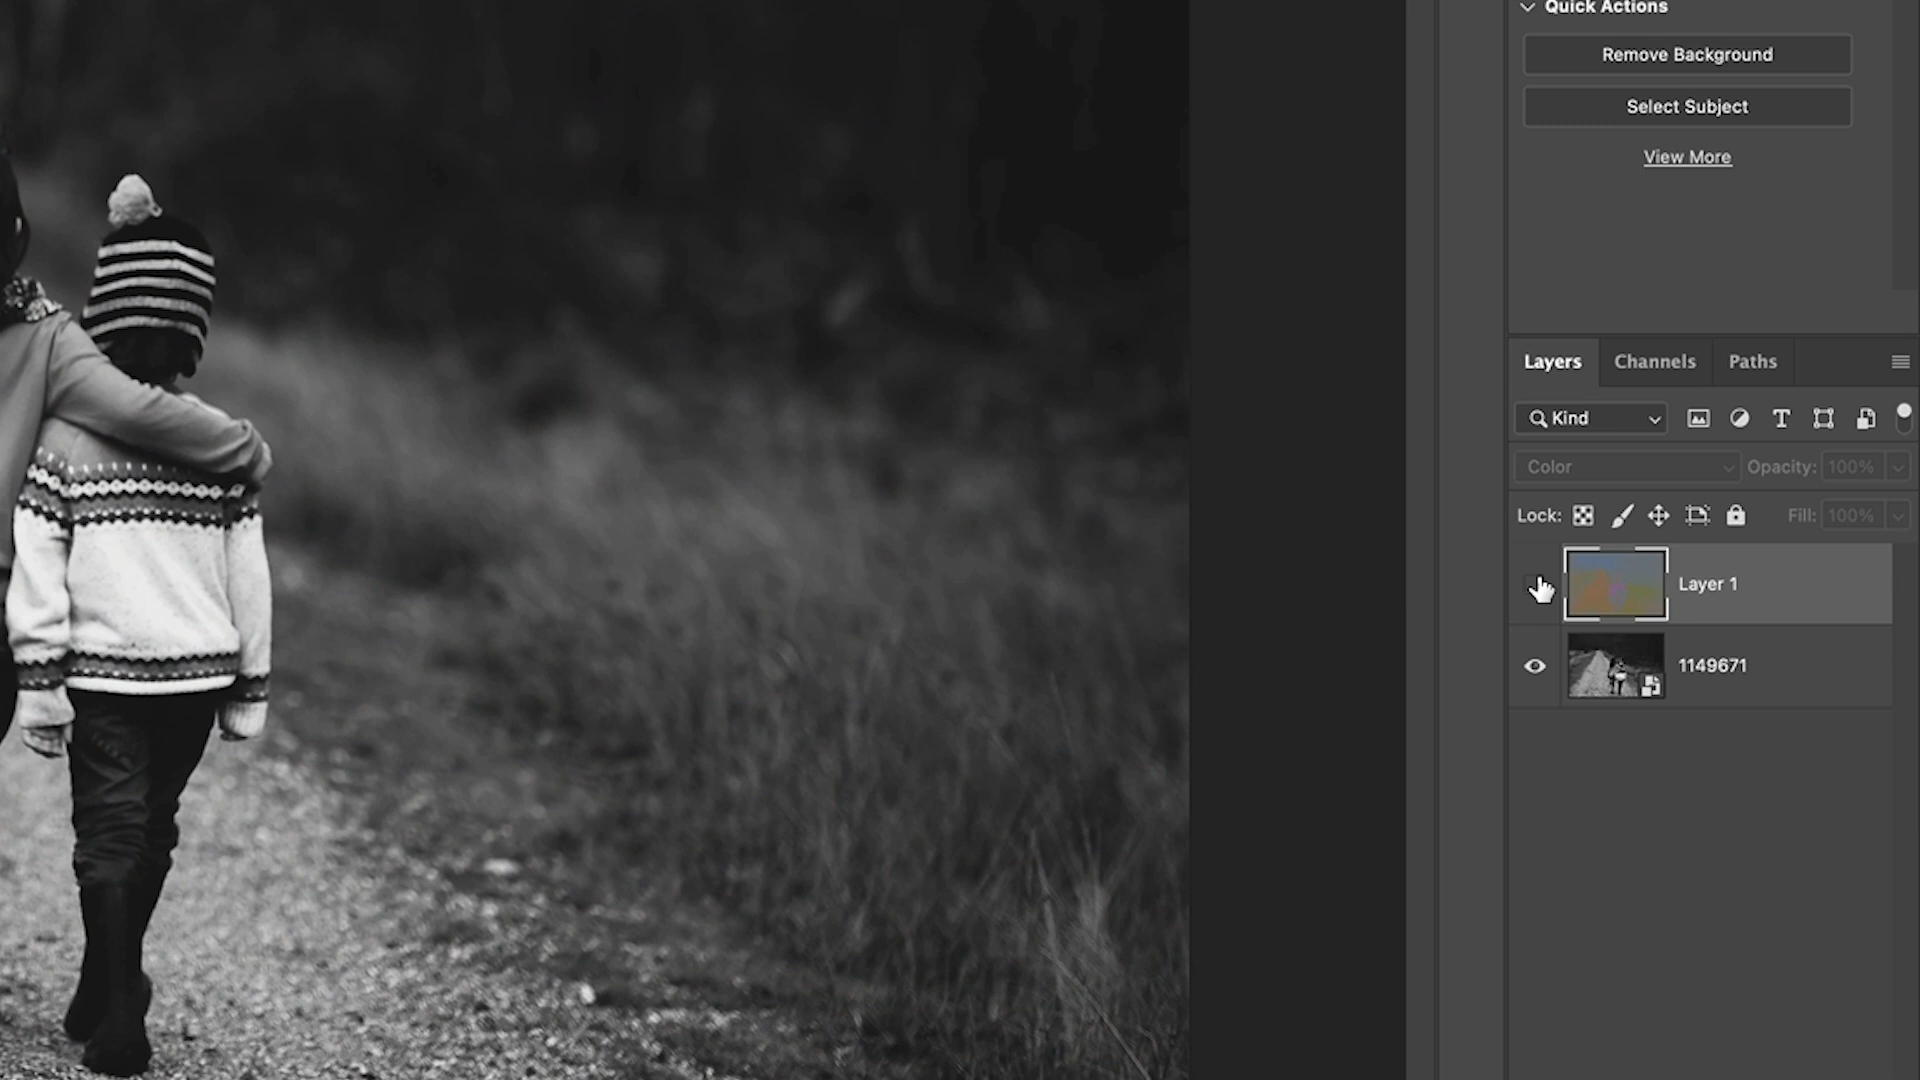 Quick Actions
Remove Background
Select Subject
View More
Layers Channels Paths
Kind
Color Opacity: 100%
Lock: Fill: 100%
Layer 1
1149671